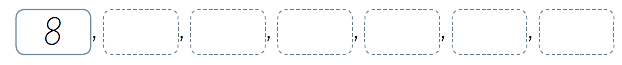 8, , , , , ,